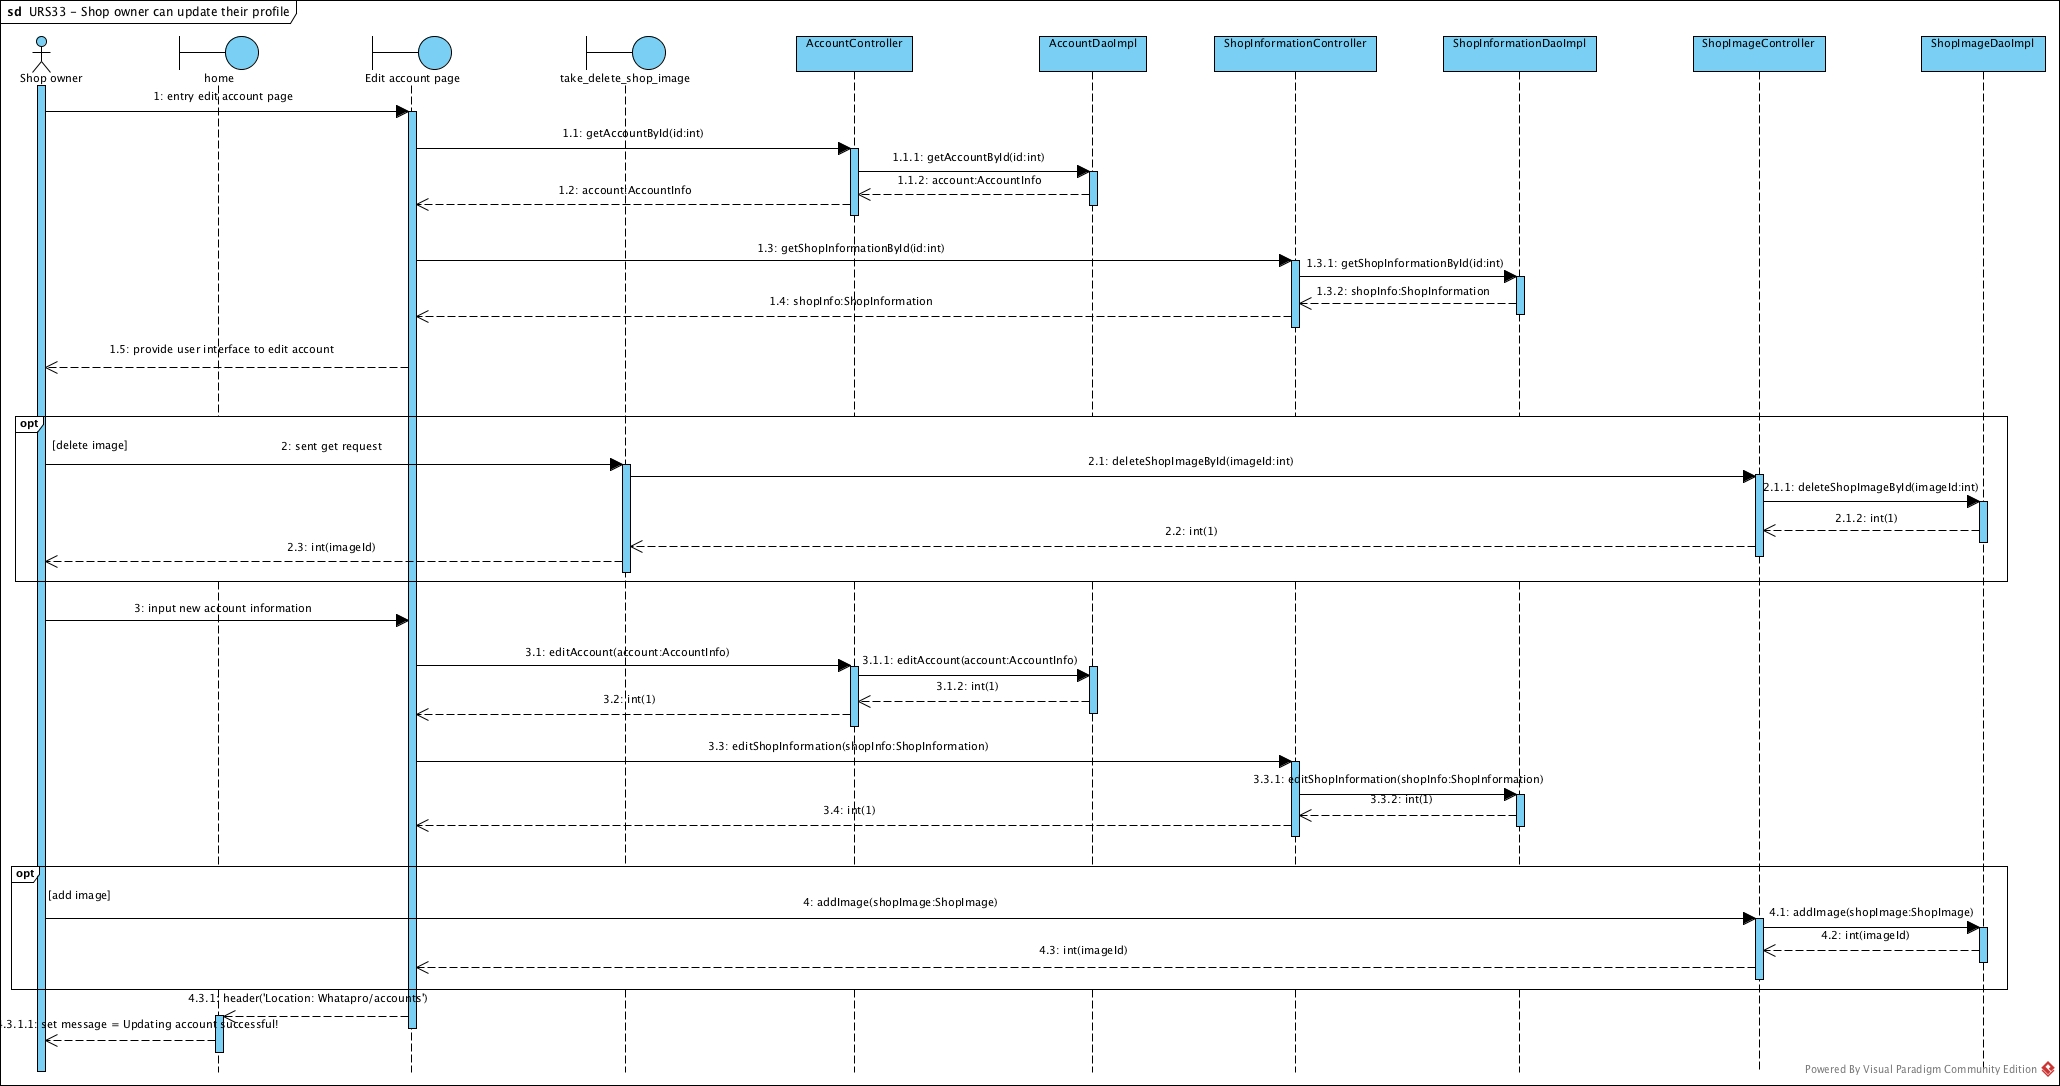 sd URS33 - Shop owner can update their profile
Shop owner
home
Edit account page
take_delete_shop_image
AccountController
AccountDaoImpl
ShopInformationController
ShopInformationDaoImpl
ShopImageController
ShopImageDaoImpl
1: entry edit account page
1.1: getAccountById(id:int)
1.1.1: getAccountById(id:int)
1.1.2: account:AccountInfo
1.2: account:AccountInfo
1.3: getShopInformationById(id:int)
1.3.1: getShopInformationById(id:int)
1.3.2: shopInfo:ShopInformation
1.4: shopInfo:ShopInformation
1.5: provide user interface to edit account
opt
[delete image]
2: sent get request
2.1: deleteShopImageById(imageId:int)
2.1.1: deleteShopImageById(imageId:int)
2.1.2: int(1)
2.2: int(1)
2.3: int(imageId)
3: input new account information
3.1: editAccount(account:AccountInfo)
3.1.1: editAccount(account:AccountInfo)
3.1.2: int(1)
3.2: int(1)
3.3: editShopInformation(shopInfo:ShopInformation)
3.3.1: editShopInformation(shopInfo:ShopInformation)
3.3.2: int(1)
3.4: int(1)
opt
[add image]
4: addImage(shopImage:ShopImage)
4.1: addImage(shopImage:ShopImage)
4.2: int(imageId)
4.3: int(imageId)
4.3.1: header('Location: Whatapro/accounts')
.3.1.1: set message = Updating account successful!
Powered By Visual Paradigm Community Edition